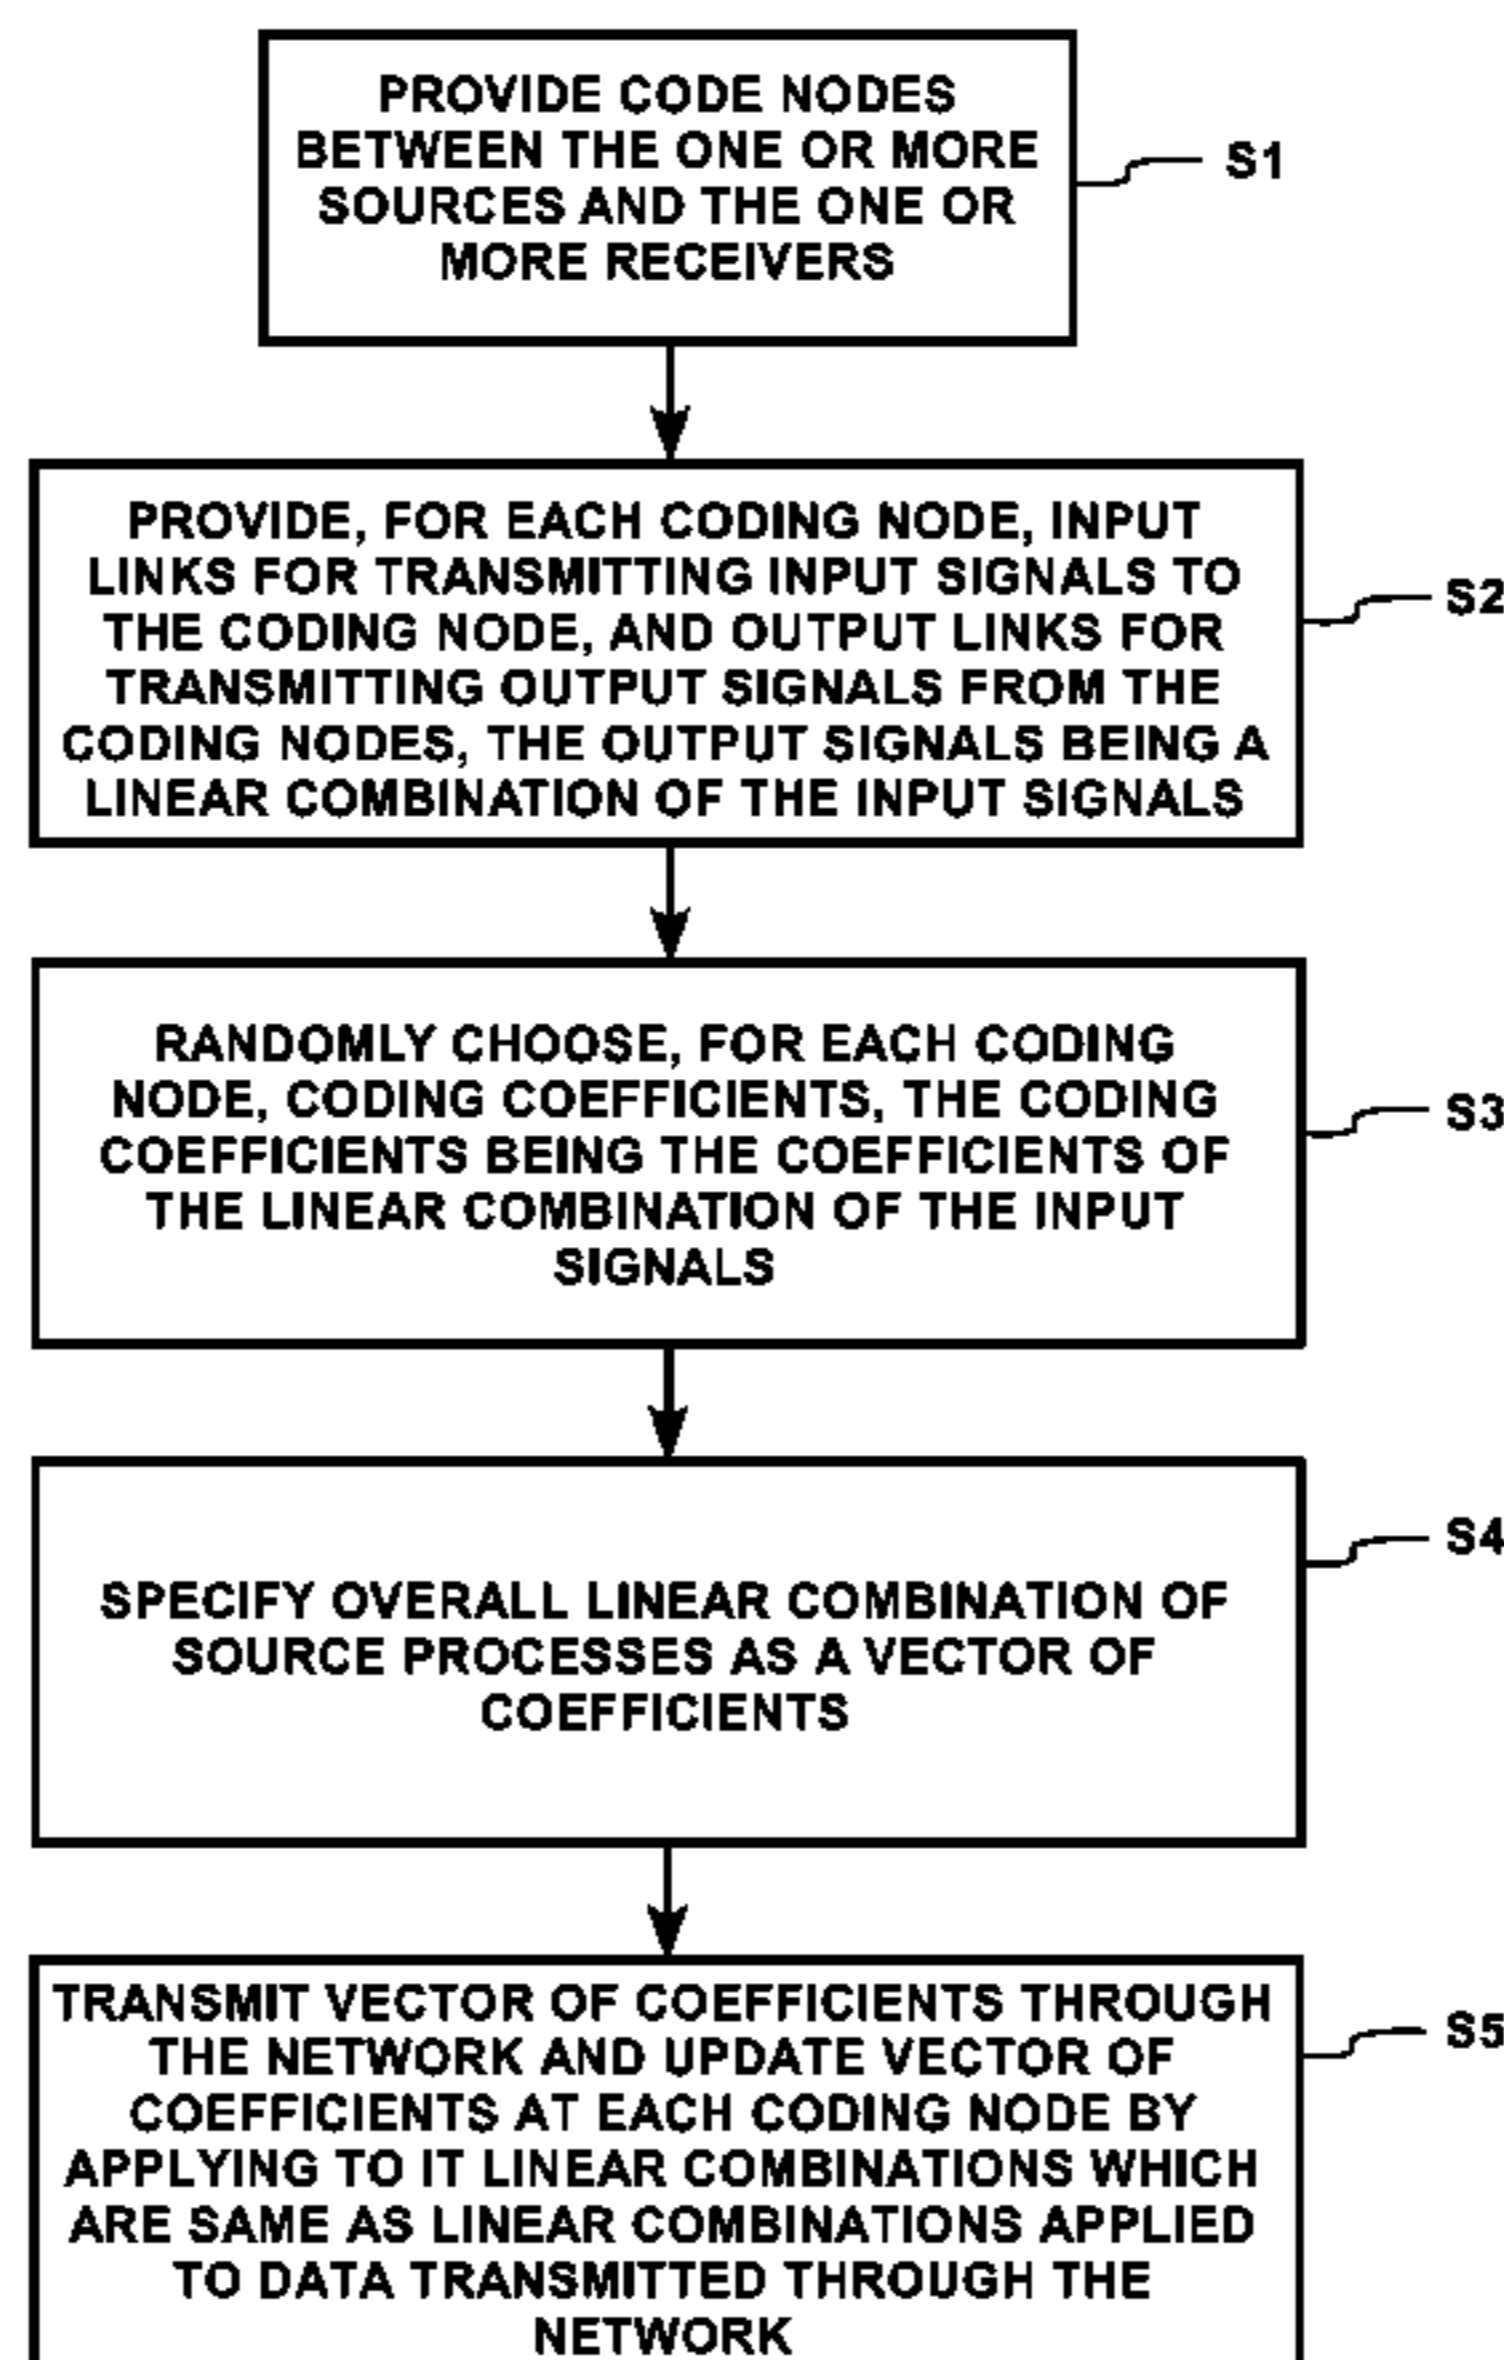 PROVIDE CODE NODES
BETWEEN THE ONE OR MORE
SOURCES AND THE ONE OR
MORE RECEIVERS
S1
PROVIDE, FOR EACH CODING NODE, INPUT
LINKS FOR TRANSMITTING INPUT SIGNALS TO
THE CODING NODE, AND OUTPUT LINKS FOR
TRANSMITTING OUTPUT SIGNALS FROM THE
CODING NODES, THE OUTPUT SIGNALS BEING A
LINEAR COMBINATION OF THE INPUT SIGNALS
S2
RANDOMLY CHOOSE, FOR EACH CODING
NODE, CODING COEFFICIENTS, THE CODING
COEFFICIENTS BEING THE COEFFICIENTS OF
THE LINEAR COMBINATION OF THE INPUT
SIGNALS
S3
SPECIFY OVERALL LINEAR COMBINATION OF
SOURCE PROCESSES AS A VECTOR OF
COEFFICIENTS
S4
TRANSMIT VECTOR OF COEFFICIENTS THROUGH
THE NETWORK AND UPDATE VECTOR OF
COEFFICIENTS AT EACH CODING NODE BY
APPLYING TO IT LINEAR COMBINATIONS WHICH
ARE SAME AS LINEAR COMBINATIONS APPLIED
TO DATA TRANSMITTED THROUGH THE
NETWORK
S5